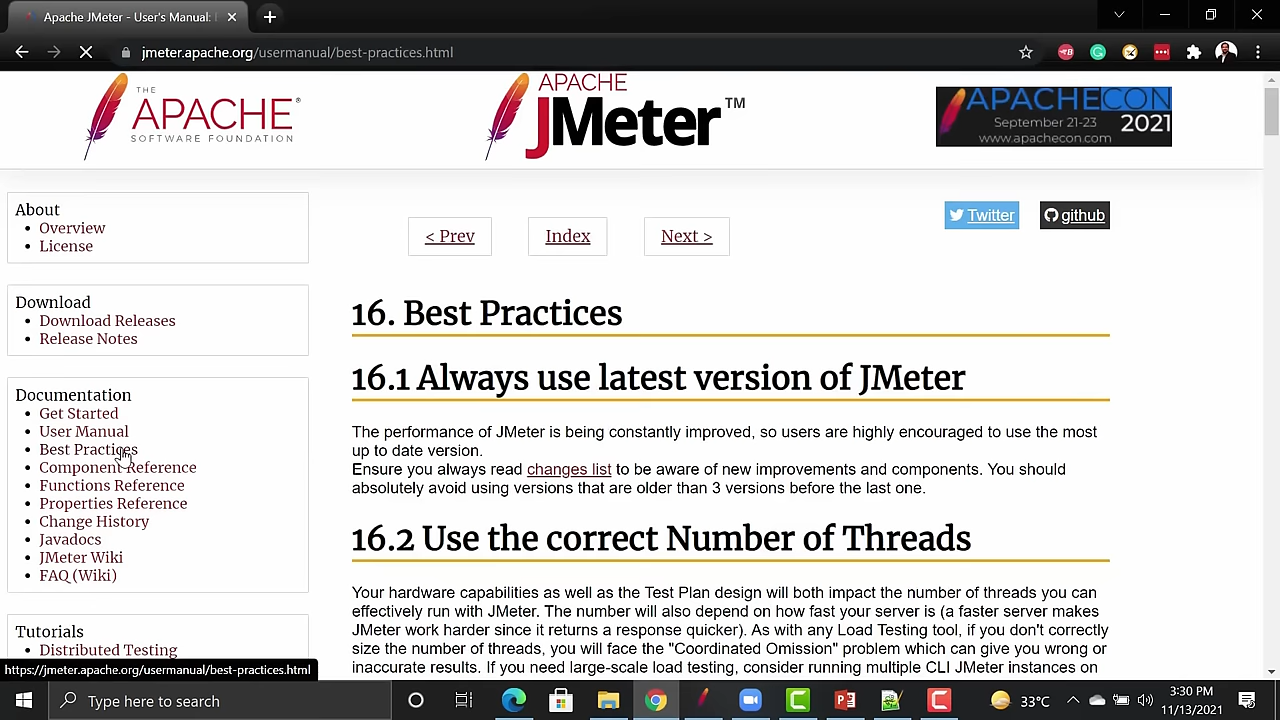 Apache JMeter - User's Manual:
jmeter.apache.org/usermanual/best-practices.html
THE
APACHE®
SOFTWARE FOUNDATION
APACHE
JMeter™
APACHECON
September 21-23
2021
www.apachecon.com
About
Overview
License
Download
Download Releases
Release Notes
Documentation
Get Started
User Manual
Best Practices
Component Reference
Functions Reference
Properties Reference
Change History
Javadocs
JMeter Wiki
FAQ (Wiki)
Tutorials
Distributed Testing
https://jmeter.apache.org/usermanual/best-practices.html
< Prev
Index
Next >
Twitter
github
16. Best Practices
16.1 Always use latest version of JMeter
The performance of JMeter is being constantly improved, so users are highly encouraged to use the most
up to date version.
Ensure you always read changes list to be aware of new improvements and components. You should
absolutely avoid using versions that are older than 3 versions before the last one.
16.2 Use the correct Number of Threads
Your hardware capabilities as well as the Test Plan design will both impact the number of threads you can
effectively run with JMeter. The number will also depend on how fast your server is (a faster server makes
JMeter work harder since it returns a response quicker). As with any Load Testing tool, if you don't correctly
size the number of threads, you will face the "Coordinated Omission" problem which can give you wrong or
inaccurate results. If you need large-scale load testing, consider running multiple CLI JMeter instances on
Type here to search
33°C
3:30 PM
11/13/2021